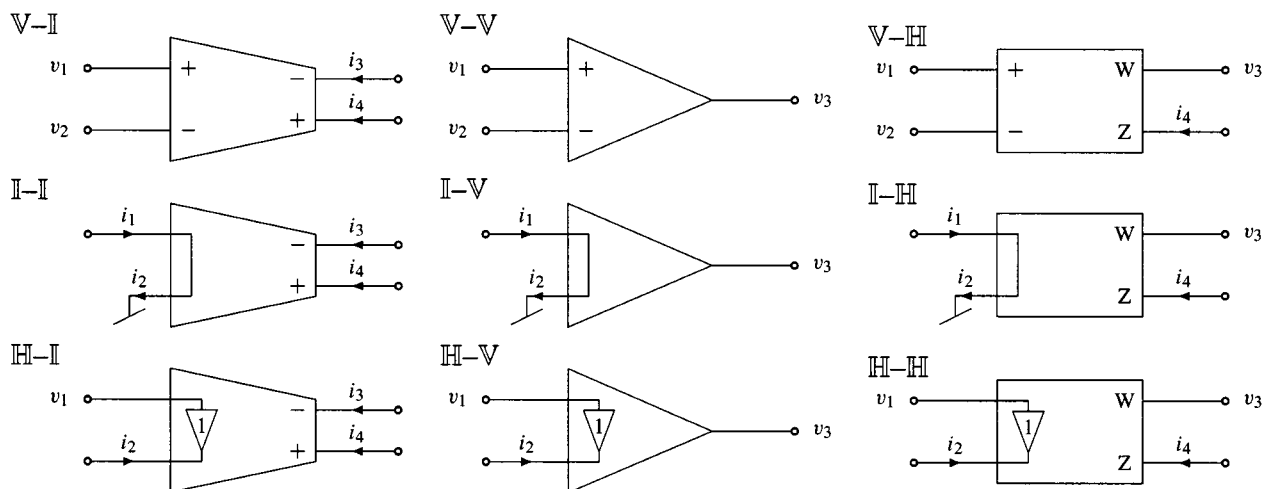 𝕍–𝕀 𝕍–𝕍 𝕍–ℍ
v₁ + − i₃ v₁ + v₁ + W v₃
+ i₄ v₃
v₂ − v₂ − v₂ − Z i₄
𝕀–𝕀 𝕀–𝕍 𝕀–ℍ
i₁ − i₃ i₁ i₁ W v₃
i₂ + i₄ i₂ v₃ i₂ Z i₄
ℍ–𝕀 ℍ–𝕍 ℍ–ℍ
v₁ 1 − i₃ v₁ 1 v₁ 1 W v₃
i₂ + i₄ i₂ v₃ i₂ Z i₄